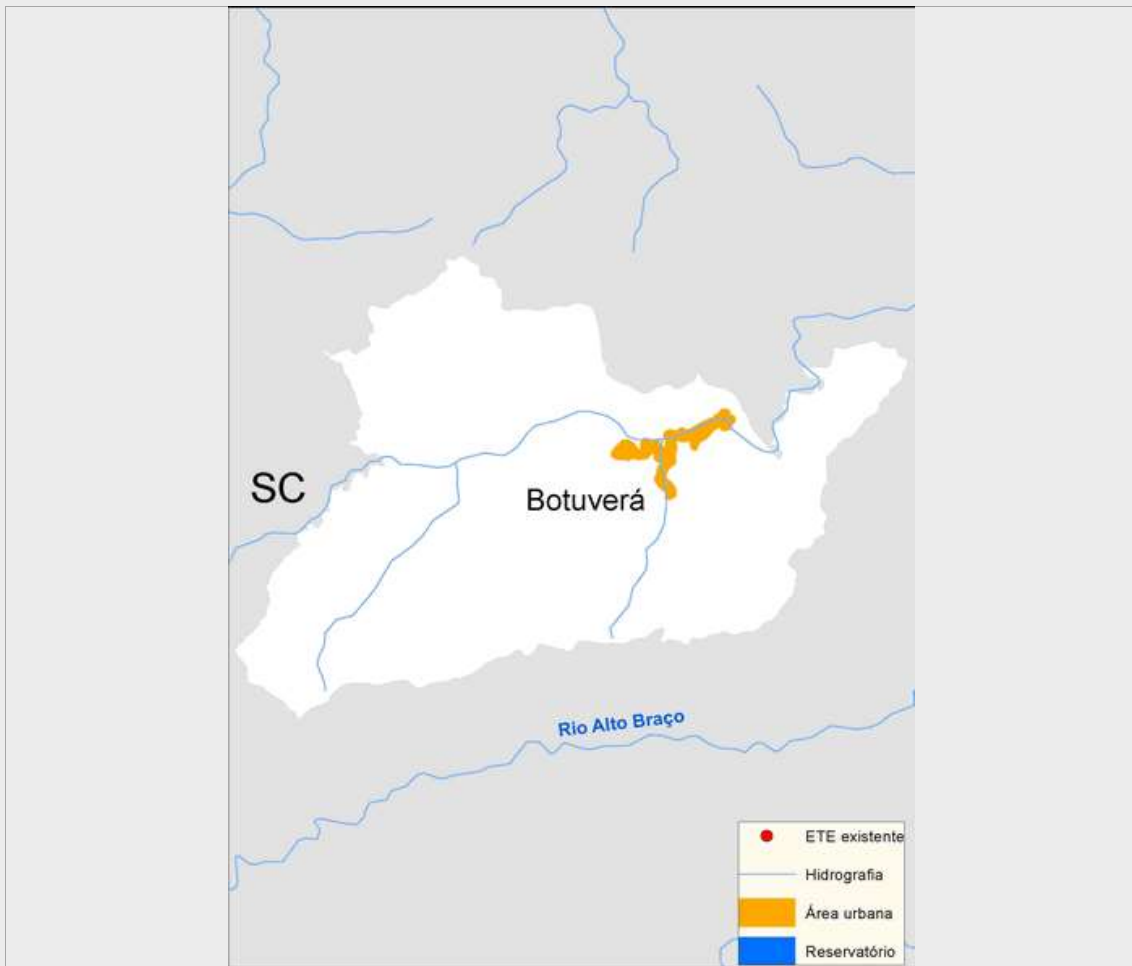 SC
Botuverá
Rio Alto Braço
ETE existente
Hidrografia
Área urbana
Reservatório